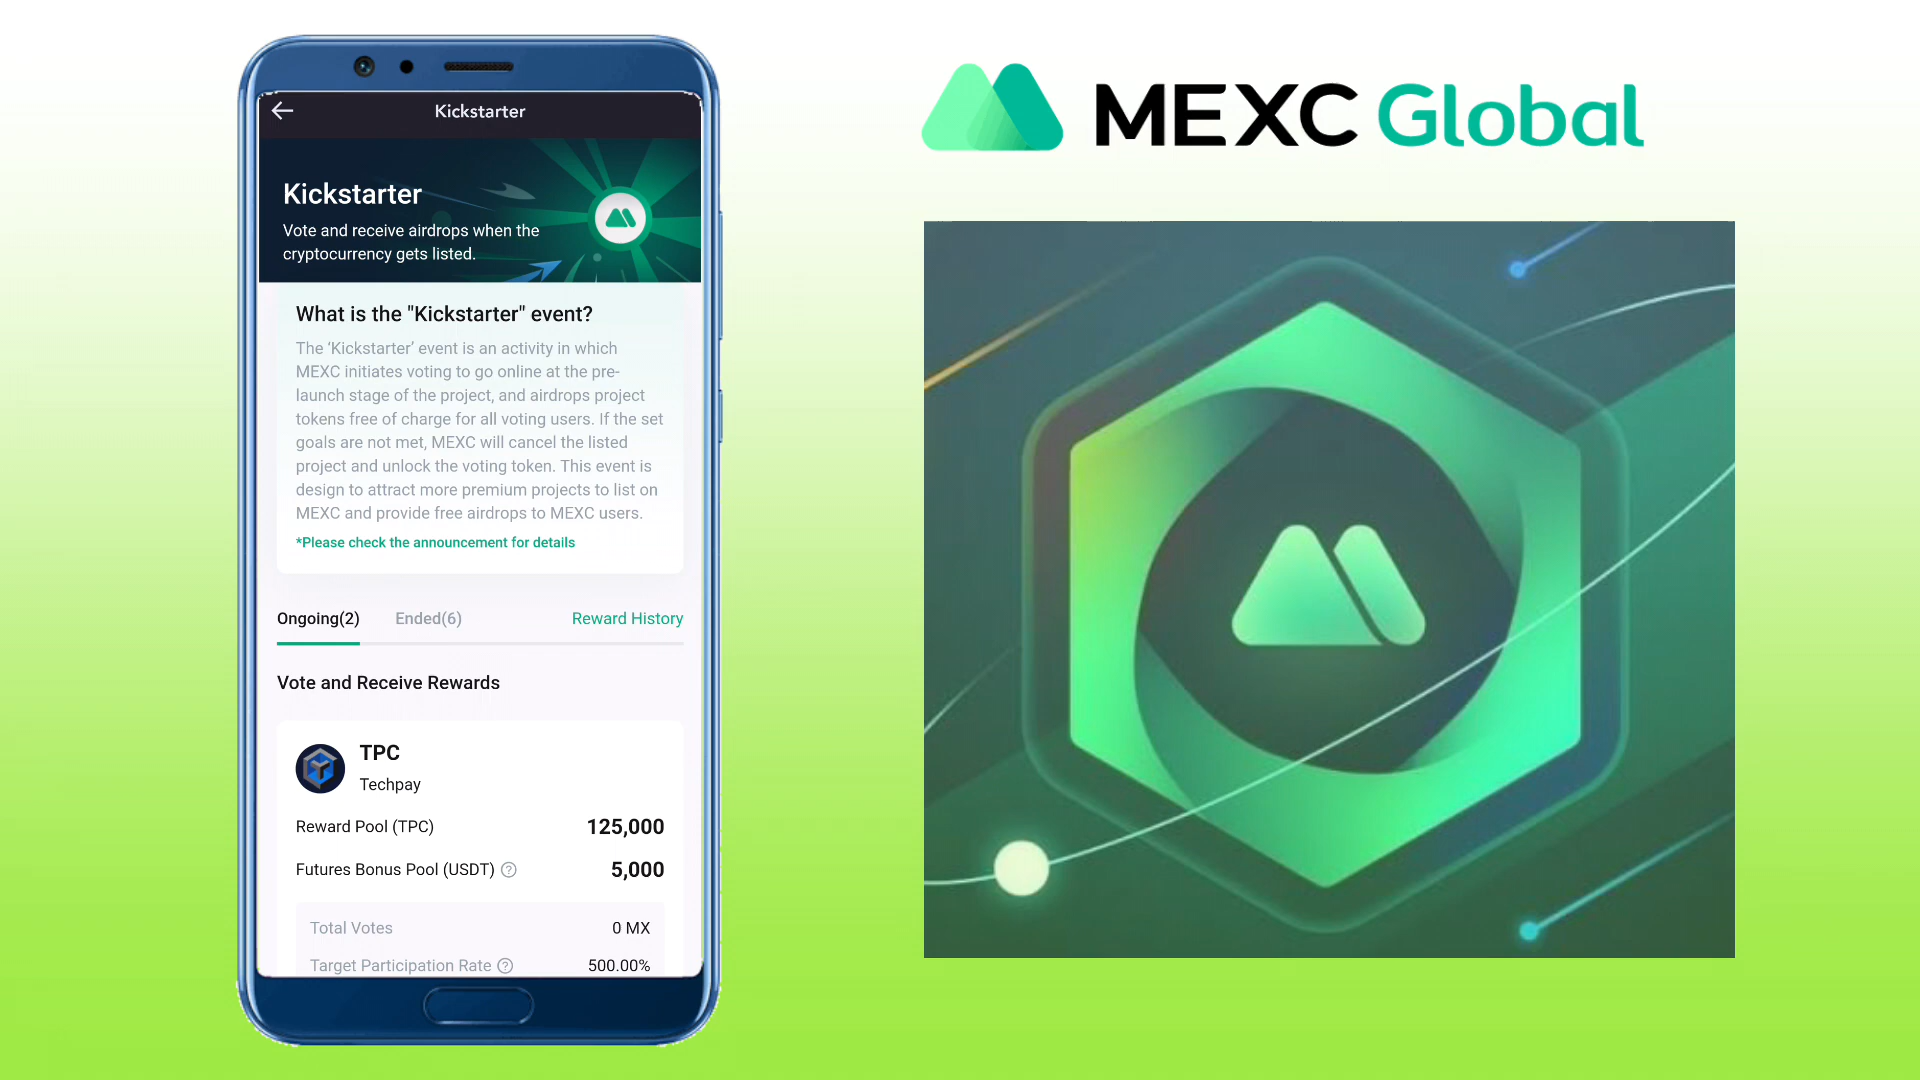 Kickstarter
Kickstarter
Vote and receive airdrops when the
cryptocurrency gets listed.
What is the "Kickstarter" event?
The ‘Kickstarter’ event is an activity in which
MEXC initiates voting to go online at the pre-
launch stage of the project, and airdrops project
tokens free of charge for all voting users. If the set
goals are not met, MEXC will cancel the listed
project and unlock the voting token. This event is
design to attract more premium projects to list on
MEXC and provide free airdrops to MEXC users.
*Please check the announcement for details
Ongoing(2) Ended(6) Reward History
Vote and Receive Rewards
TPC
Techpay
Reward Pool (TPC) 125,000
Futures Bonus Pool (USDT) ? 5,000
Total Votes 0 MX
Target Participation Rate ? 500.00%
MEXC Global